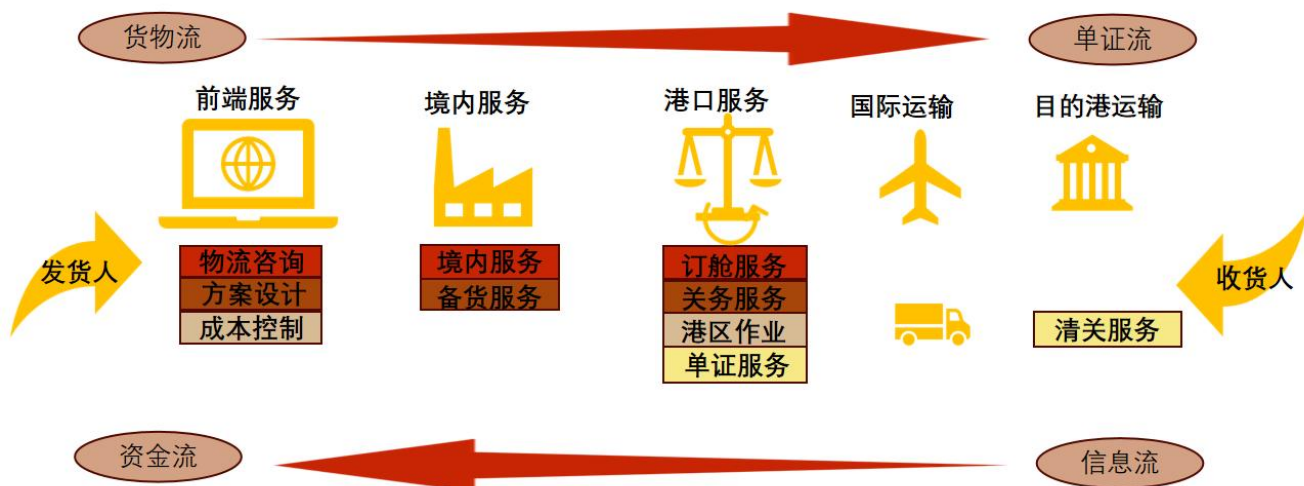 货物流
单证流
前端服务
境内服务
港口服务
国际运输
目的港运输
发货人
物流咨询
方案设计
成本控制
境内服务
备货服务
订舱服务
关务服务
港区作业
单证服务
清关服务
收货人
资金流
信息流